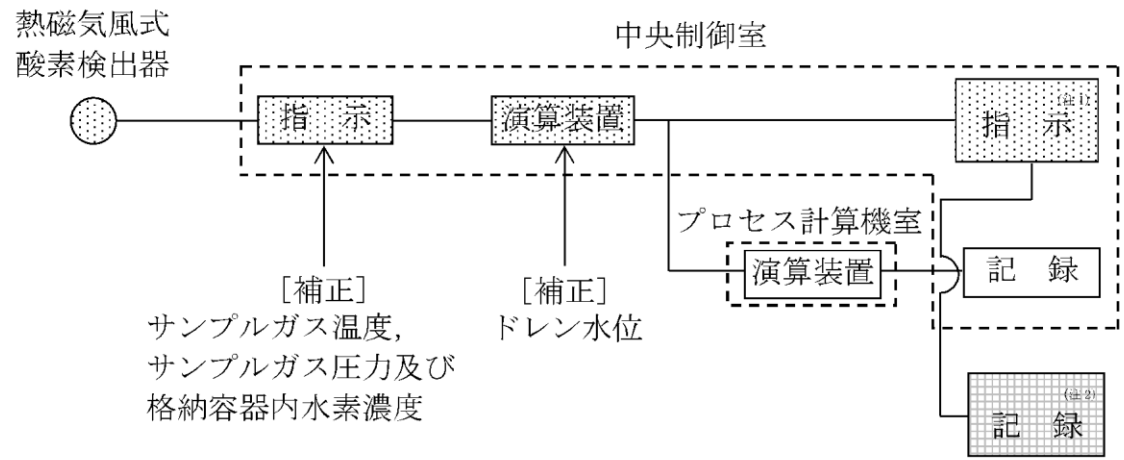 熱磁気風式
酸素検出器
中央制御室
指 示
演算装置
(注1)
指 示
プロセス計算機室
演算装置
記 録
[補正]
サンプルガス温度,
サンプルガス圧力及び
格納容器内水素濃度
[補正]
ドレン水位
(注2)
記 録